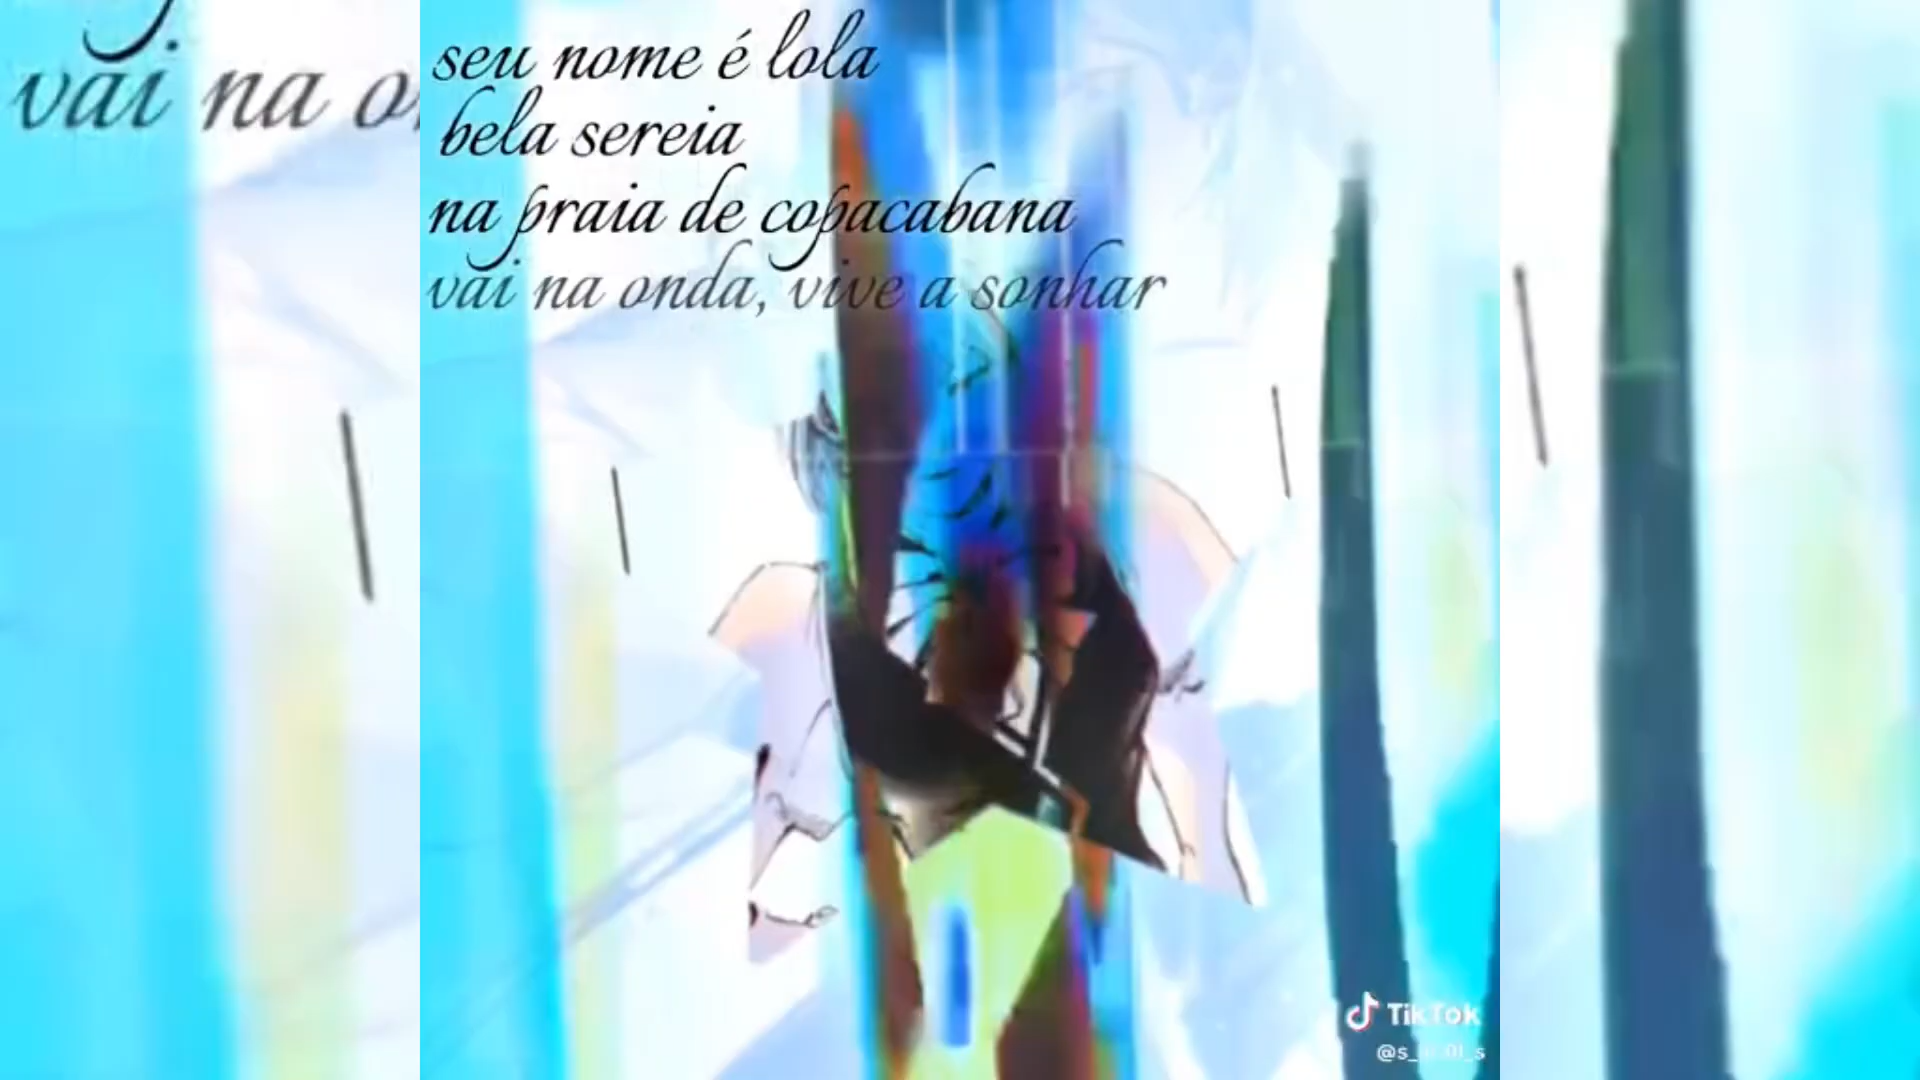 vai na
seu nome é lola
bela sereia
na praia de copacabana
vai na onda, vive a sonhar
TikTok